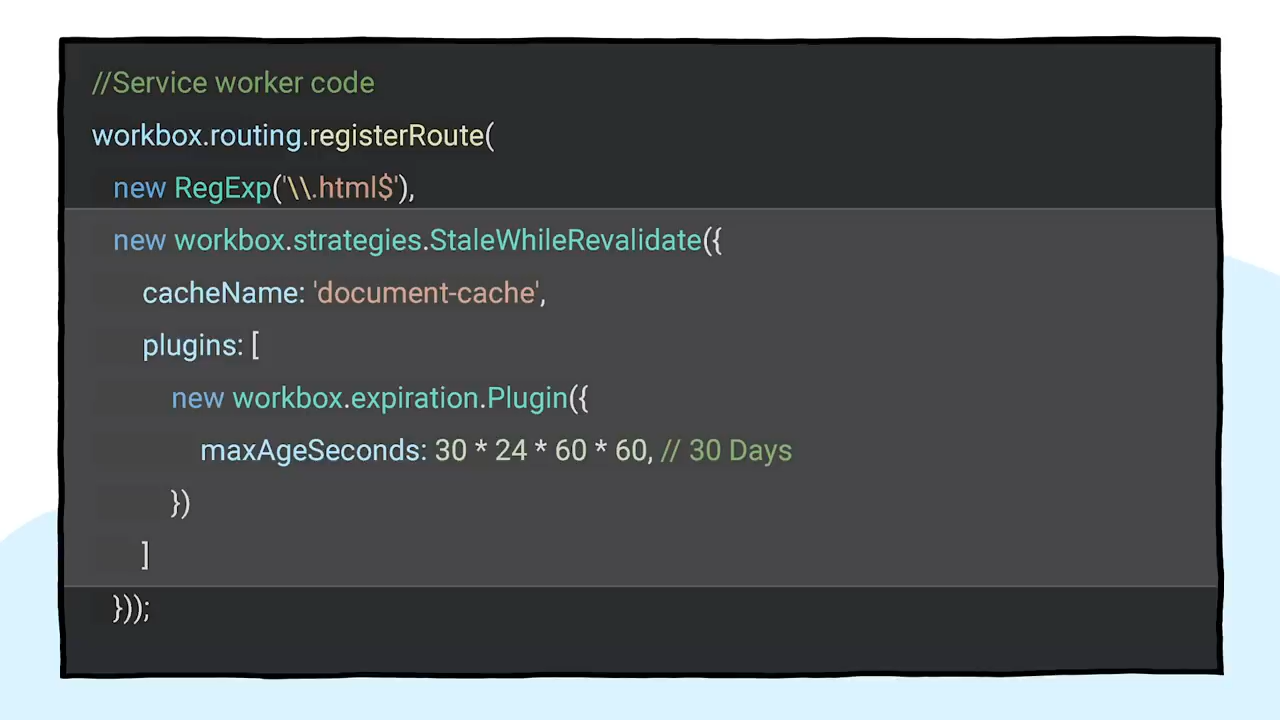 //Service worker code
workbox.routing.registerRoute(
new RegExp('\\.html$'),
new workbox.strategies.StaleWhileRevalidate({
cacheName: 'document-cache',
plugins: [
new workbox.expiration.Plugin({
maxAgeSeconds: 30 * 24 * 60 * 60, // 30 Days
})
]
}));